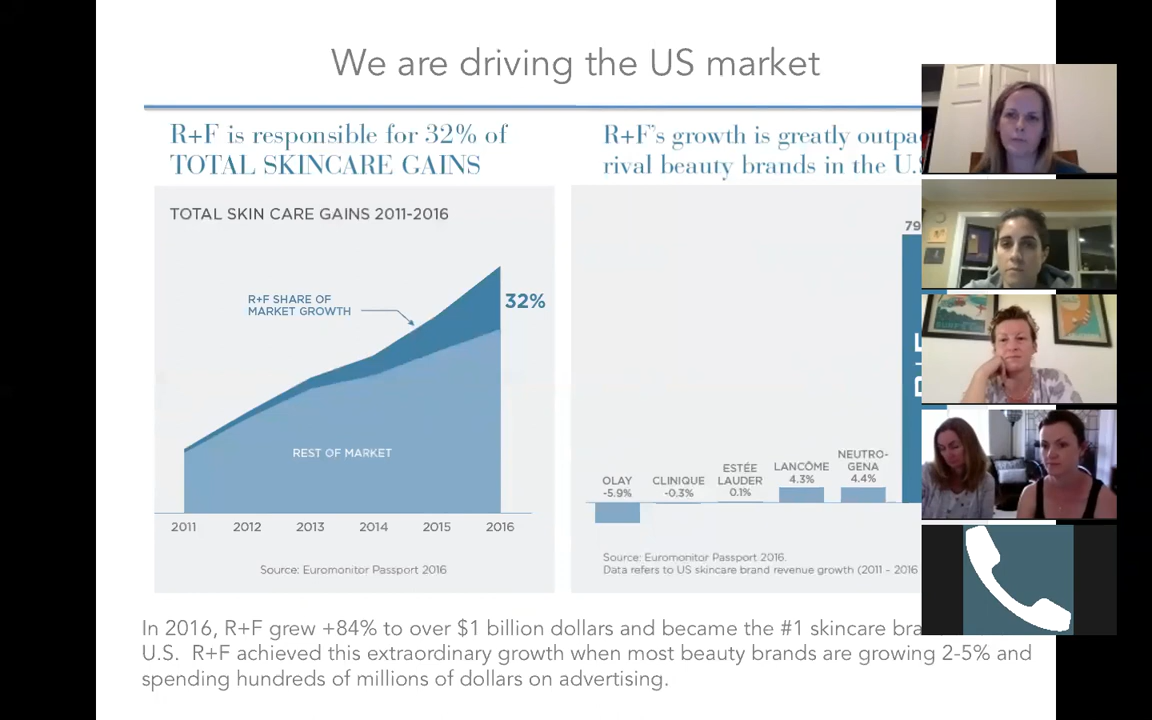 We are driving the US market
R+F is responsible for 32% of
TOTAL SKINCARE GAINS
TOTAL SKIN CARE GAINS 2011-2016
R+F SHARE OF
MARKET GROWTH
32%
REST OF MARKET
2011 2012 2013 2014 2015 2016
Source: Euromonitor Passport 2016
R+F's growth is greatly
rival beauty brands in the
79
OLAY
-5.9%
CLINIQUE
-0.3%
ESTÉE
LAUDER
0.1%
LANCÔME
4.3%
NEUTRO-
GENA
4.4%
Source: Euromonitor Passport 2016.
Data refers to US skincare brand revenue growth (2011 - 2016
In 2016, R+F grew +84% to over $1 billion dollars and became the #1 skincare
U.S. R+F achieved this extraordinary growth when most beauty brands are growing 2-5% and
spending hundreds of millions of dollars on advertising.